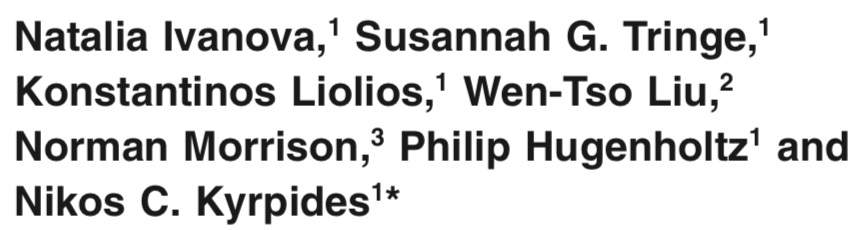 Natalia Ivanova,¹ Susannah G. Tringe,¹
Konstantinos Liolios,¹ Wen-Tso Liu,²
Norman Morrison,³ Philip Hugenholtz¹ and
Nikos C. Kyrpides¹*